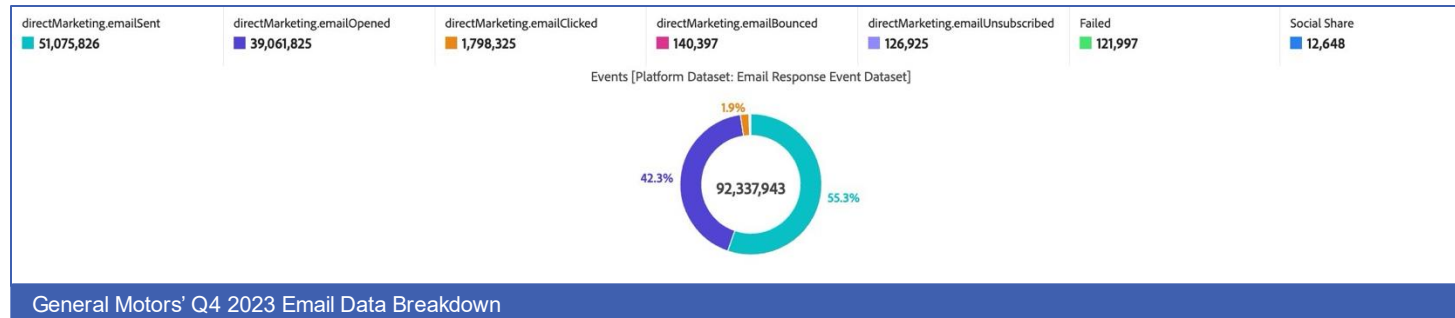 directMarketing.emailSent
51,075,826
directMarketing.emailOpened
39,061,825
directMarketing.emailClicked
1,798,325
directMarketing.emailBounced
140,397
directMarketing.emailUnsubscribed
126,925
Failed
121,997
Social Share
12,648
Events [Platform Dataset: Email Response Event Dataset]
1.9%
42.3%
92,337,943
55.3%
General Motors' Q4 2023 Email Data Breakdown